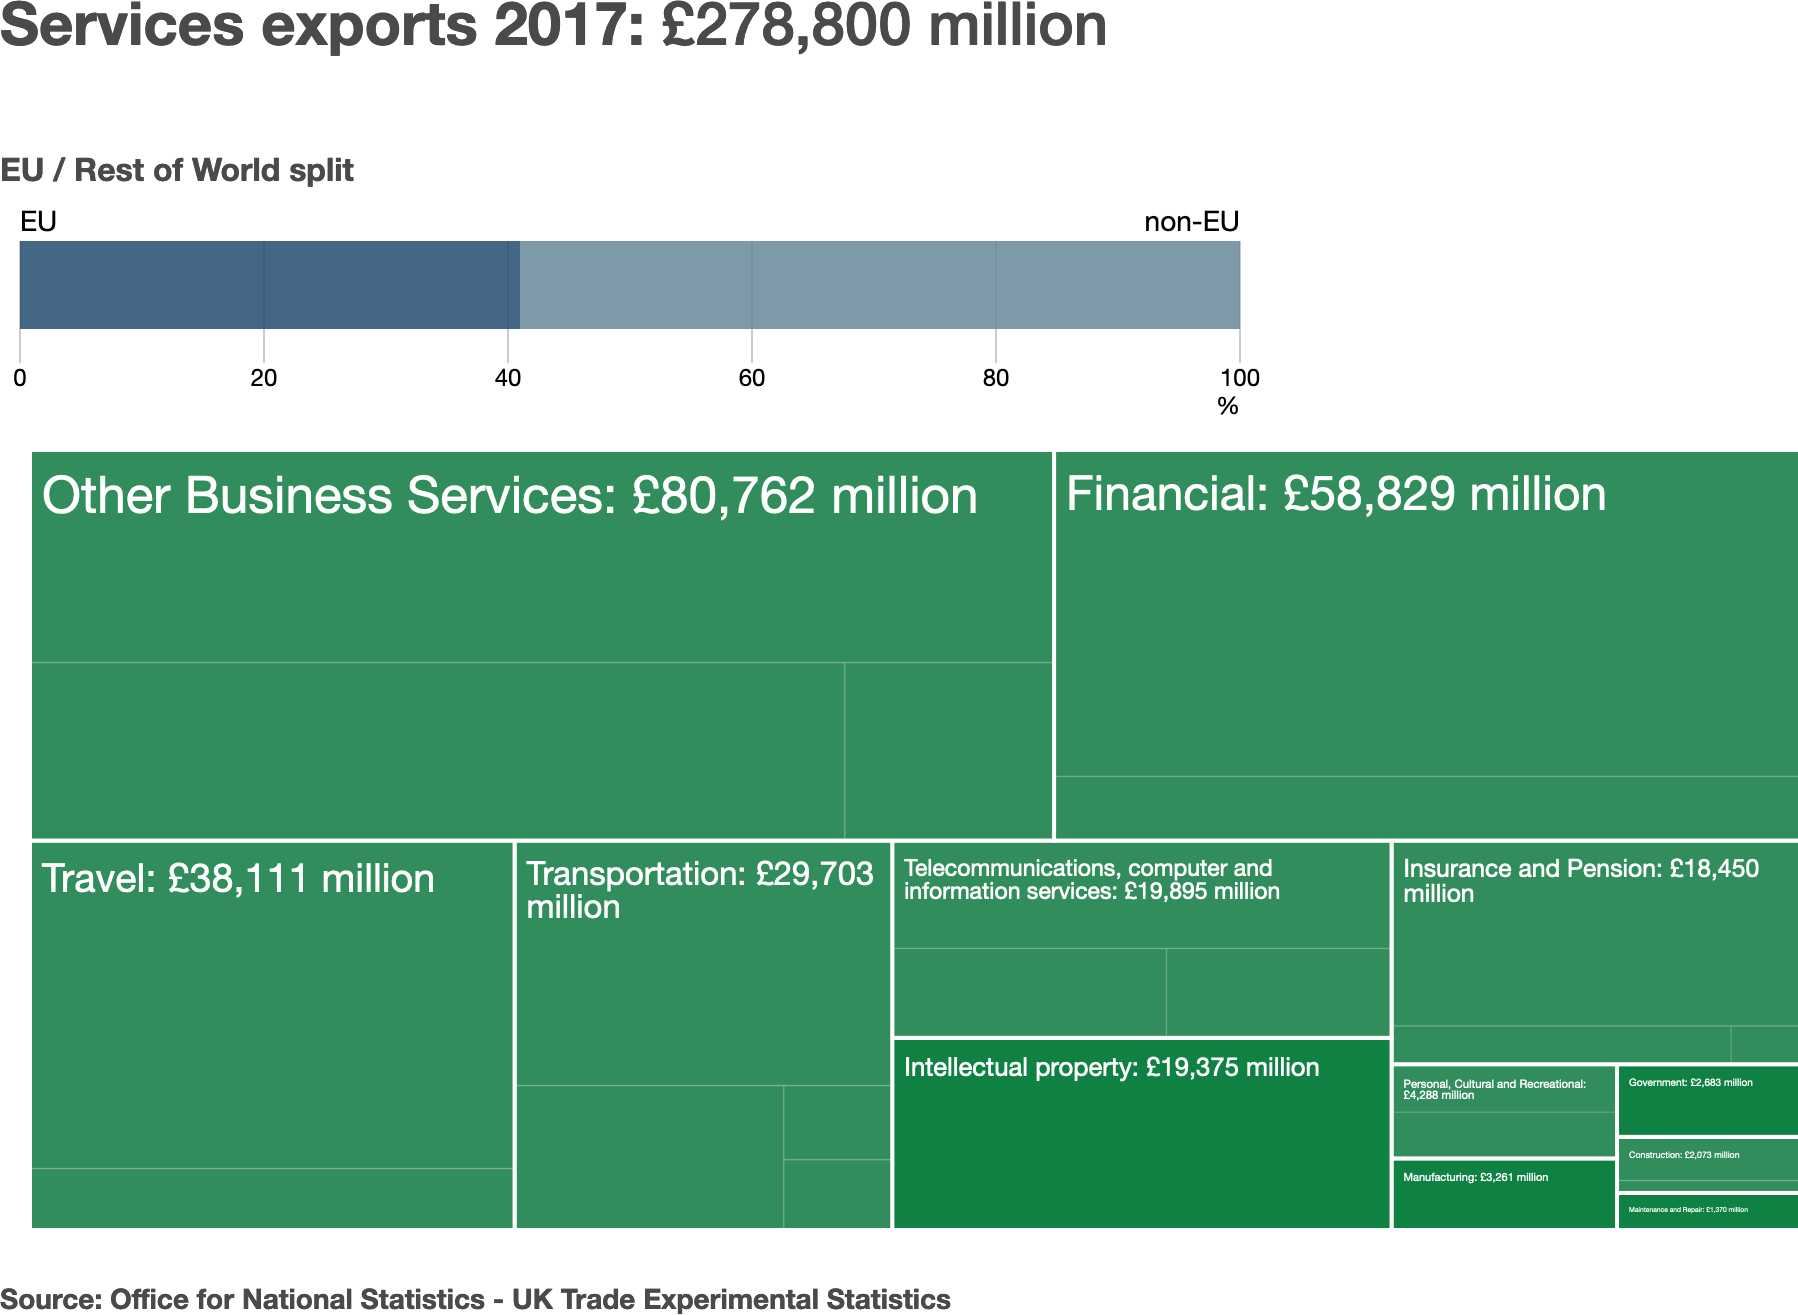 Services exports 2017: £278,800 million
EU / Rest of World split
EU
non-EU
0
20
40
60
80
100
%
Other Business Services: £80,762 million
Financial: £58,829 million
Travel: £38,111 million
Transportation: £29,703
million
Telecommunications, computer and
information services: £19,895 million
Insurance and Pension: £18,450
million
Intellectual property: £19,375 million
Personal, Cultural and Recreational:
£4,288 million
Government: £2,683 million
Construction: £2,073 million
Manufacturing: £3,261 million
Maintenance and Repair: £1,370 million
Source: Office for National Statistics - UK Trade Experimental Statistics